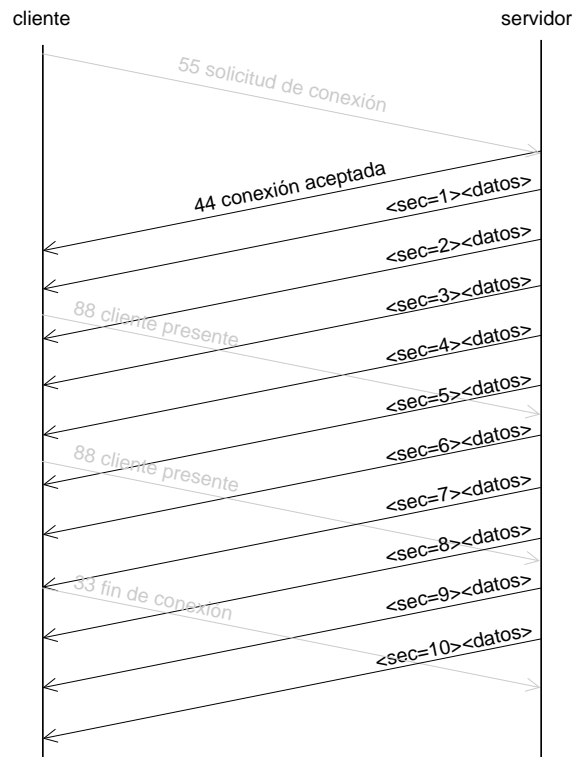 cliente
servidor
55 solicitud de conexión
44 conexión aceptada
<sec=1><datos>
<sec=2><datos>
<sec=3><datos>
88 cliente presente
<sec=4><datos>
<sec=5><datos>
<sec=6><datos>
88 cliente presente
<sec=7><datos>
<sec=8><datos>
<sec=9><datos>
33 fin de conexión
<sec=10><datos>